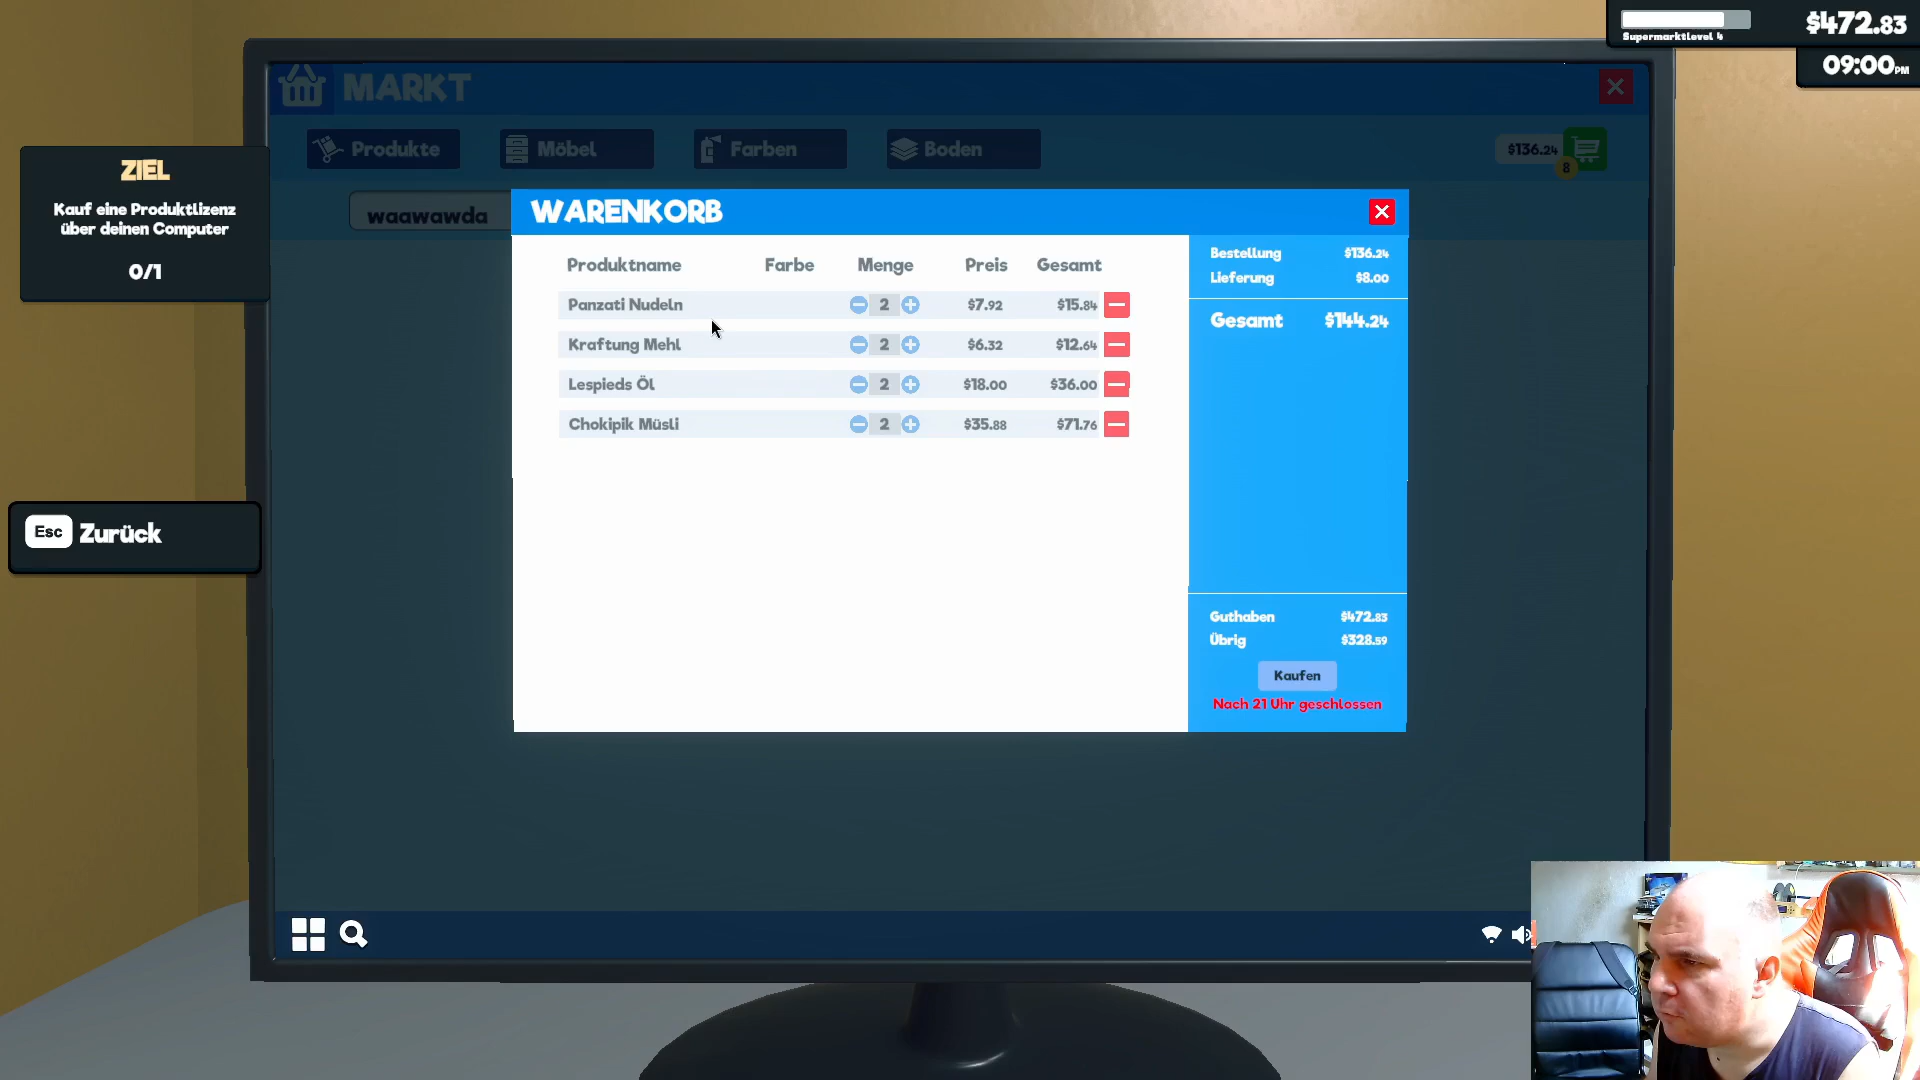 $472.83
Supermarktlevel 4
09:00PM
MARKT
Produkte
Möbel
Farben
Boden
$136.24
8
ZIEL
Kauf eine Produktlizenz
über deinen Computer
0/1
waawawda
WARENKORB
Produktname Farbe Menge Preis Gesamt
Panzati Nudeln 2 $7.92 $15.84
Kraftung Mehl 2 $6.32 $12.64
Lespieds Öl 2 $18.00 $36.00
Chokipik Müsli 2 $35.88 $71.76
Bestellung $136.24
Lieferung $8.00
Gesamt $144.24
Esc Zurück
Guthaben $472.83
Übrig $328.59
Kaufen
Nach 21 Uhr geschlossen